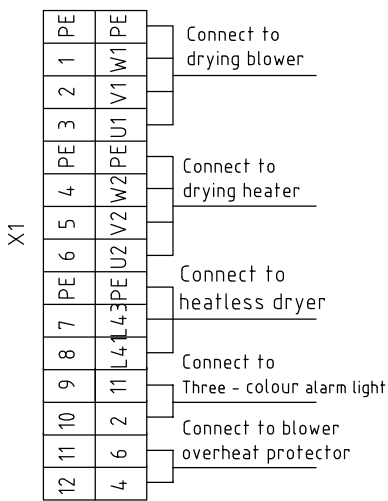 X1
PE PE
1 W1
2 V1
3 U1
Connect to
drying blower
PE PE
4 W2
5 V2
6 U2
Connect to
drying heater
PE PE
7 L43
8 L41
Connect to
heatless dryer
9 11
10 2
Connect to
Three - colour alarm light
11 6
12 4
Connect to blower
overheat protector